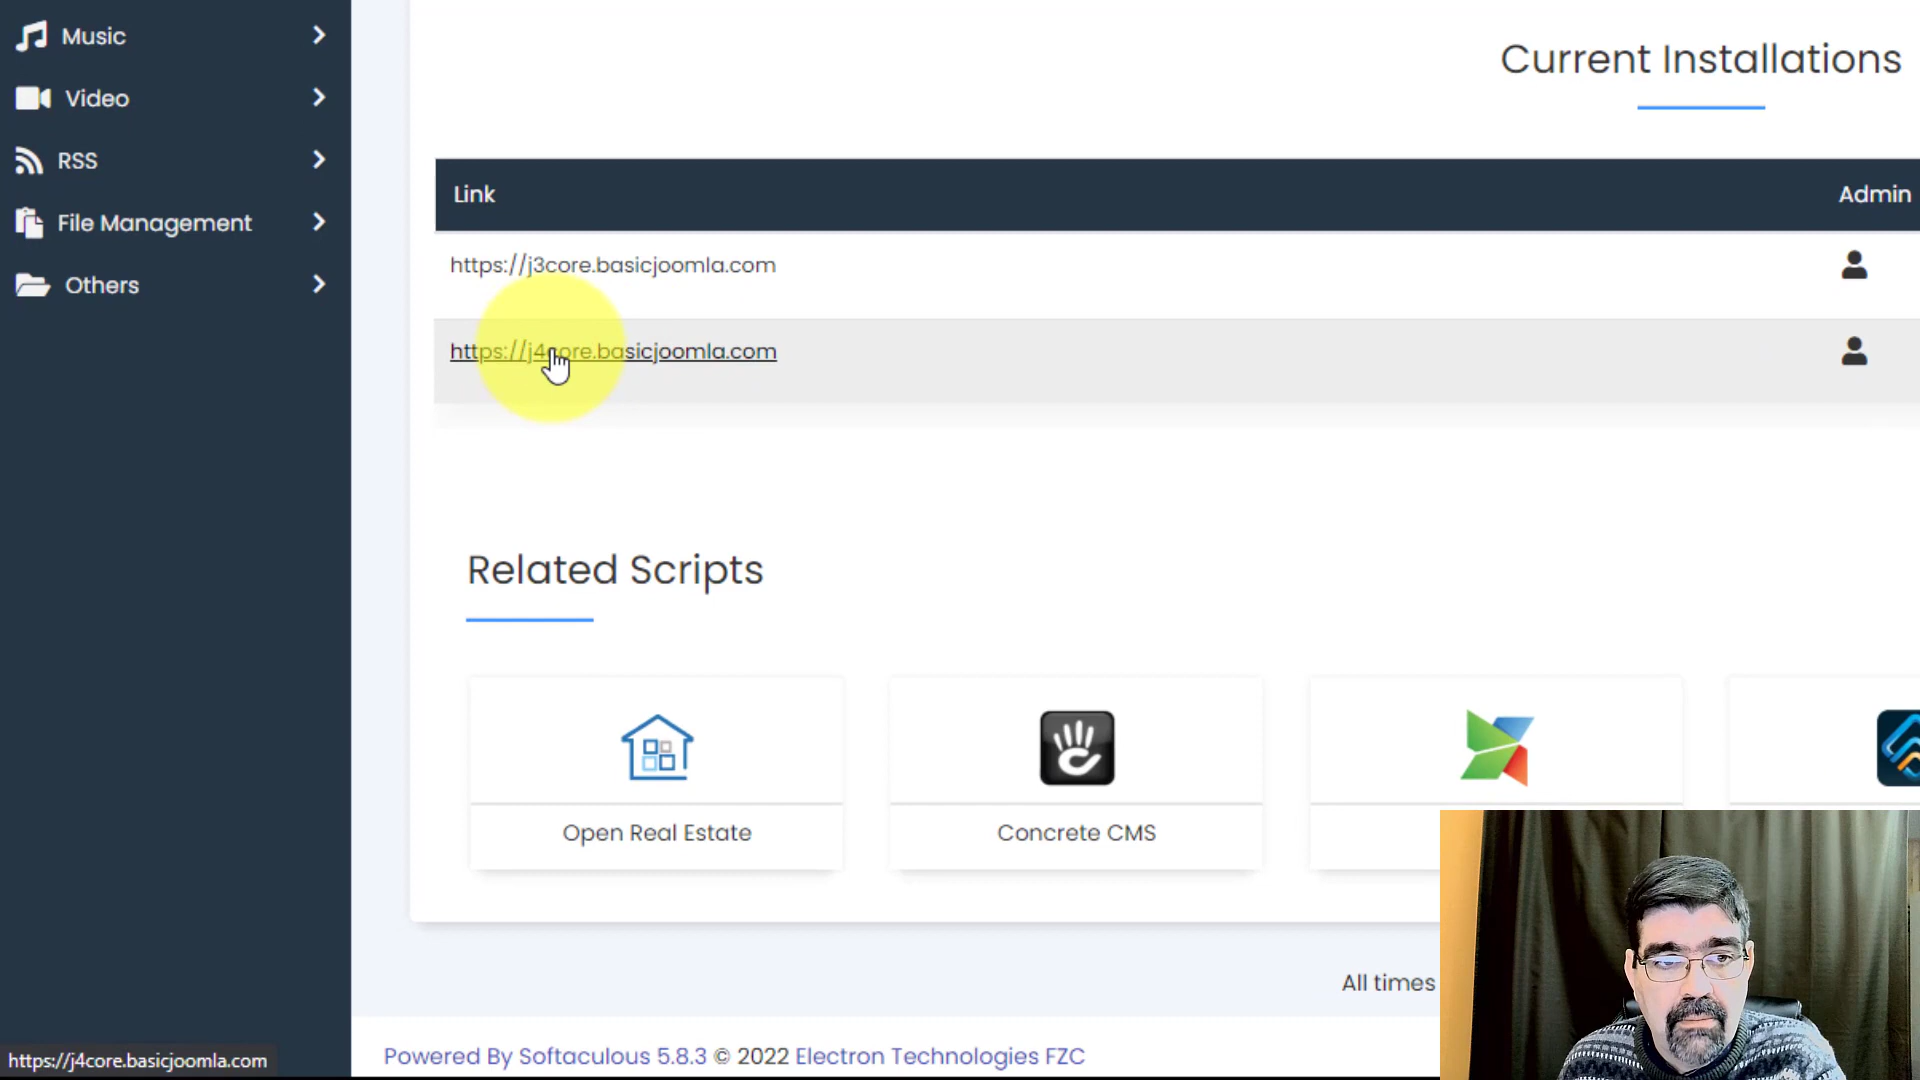 Music
Video
RSS
File Management
Others
Current Installations
Link
Admin
https://j3core.basicjoomla.com
https://j4core.basicjoomla.com
Related Scripts
Open Real Estate
Concrete CMS
All times
Powered By Softaculous 5.8.3 © 2022 Electron Technologies FZC
https://j4core.basicjoomla.com